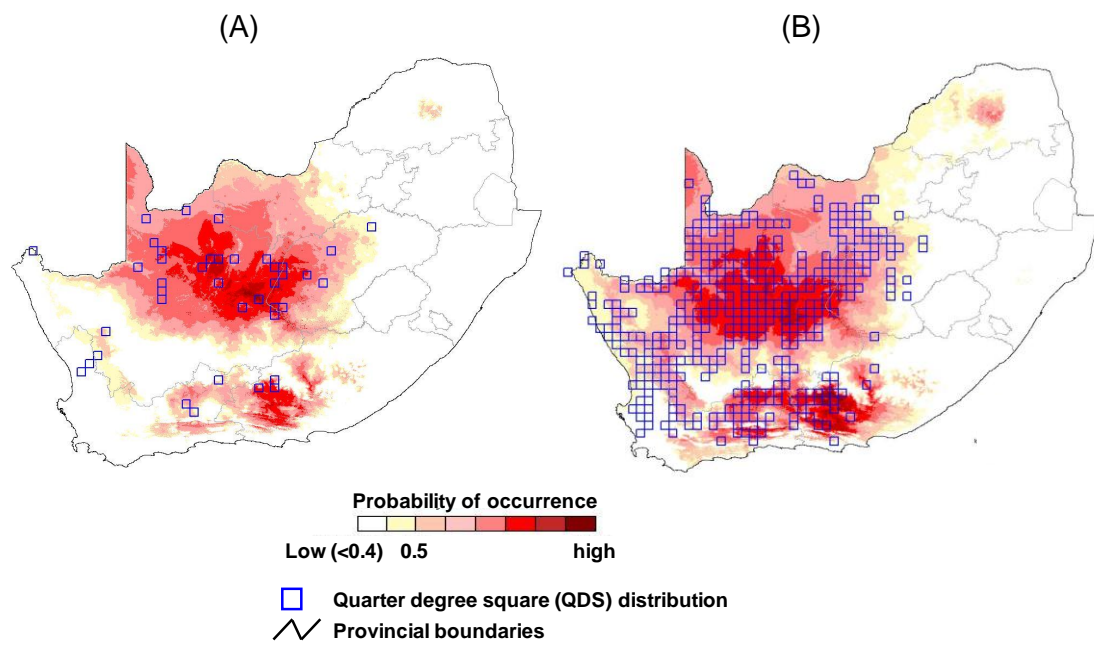 (A) (B)
Probability of occurrence
Low (<0.4) 0.5 high
Quarter degree square (QDS) distribution
Provincial boundaries